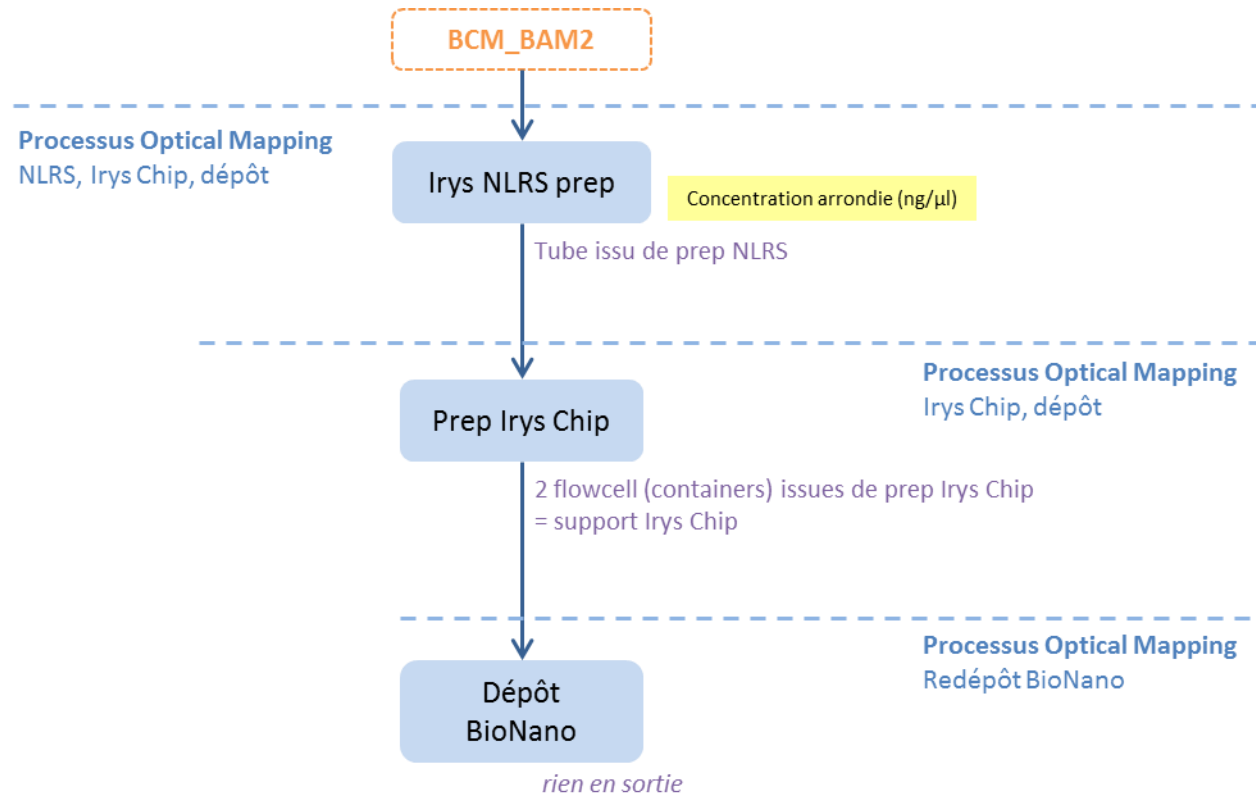 BCM_BAM2
Processus Optical Mapping
NLRS, Irys Chip, dépôt
Irys NLRS prep
Concentration arrondie (ng/µl)
Tube issu de prep NLRS
Processus Optical Mapping
Irys Chip, dépôt
Prep Irys Chip
2 flowcell (containers) issues de prep Irys Chip
= support Irys Chip
Processus Optical Mapping
Redépôt BioNano
Dépôt
BioNano
rien en sortie